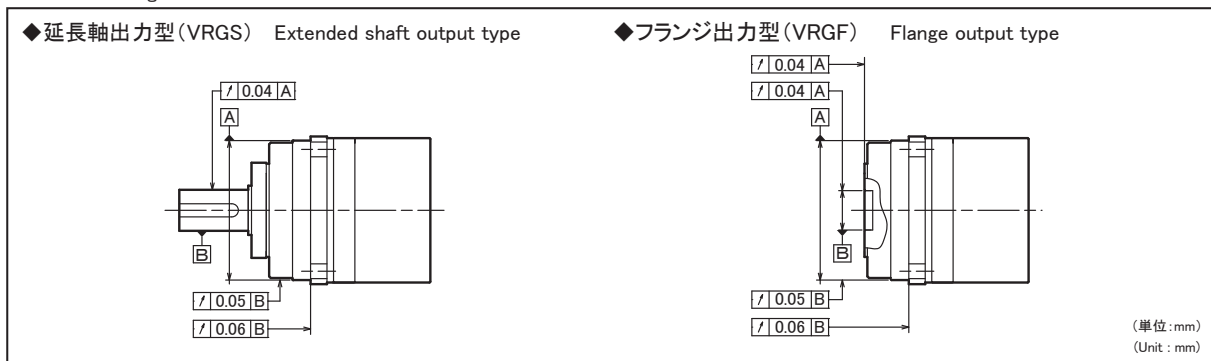 ◆延長軸出力型(VRGS) Extended shaft output type
↗ 0.04 A
A
B
↗ 0.05 B
↗ 0.06 B
◆フランジ出力型(VRGF) Flange output type
↗ 0.04 A
↗ 0.04 A
A
B
↗ 0.05 B
↗ 0.06 B
(単位:mm)
(Unit : mm)